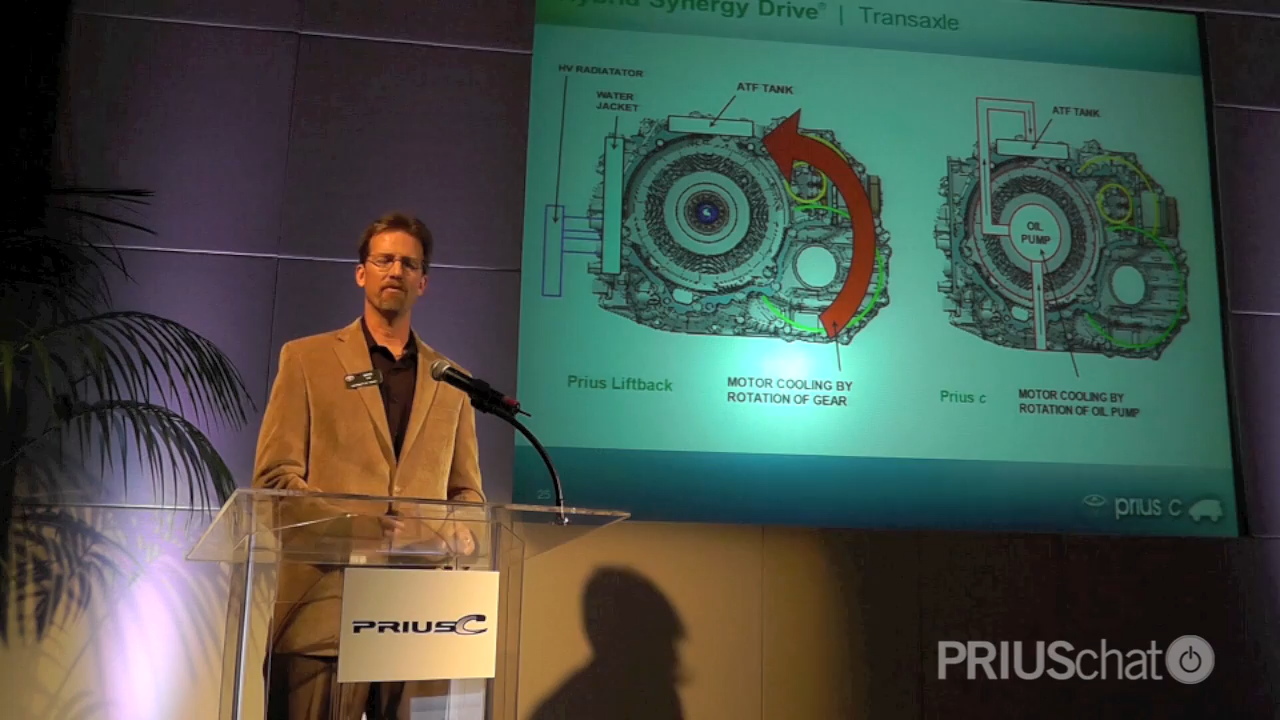 Hybrid Synergy Drive® | Transaxle
HV RADIATATOR
WATER
JACKET
ATF TANK
ATF TANK
OIL
PUMP
Prius Liftback
MOTOR COOLING BY
ROTATION OF GEAR
Prius c
MOTOR COOLING BY
ROTATION OF OIL PUMP
25
prius c
PRIUSC
PRIUSchat